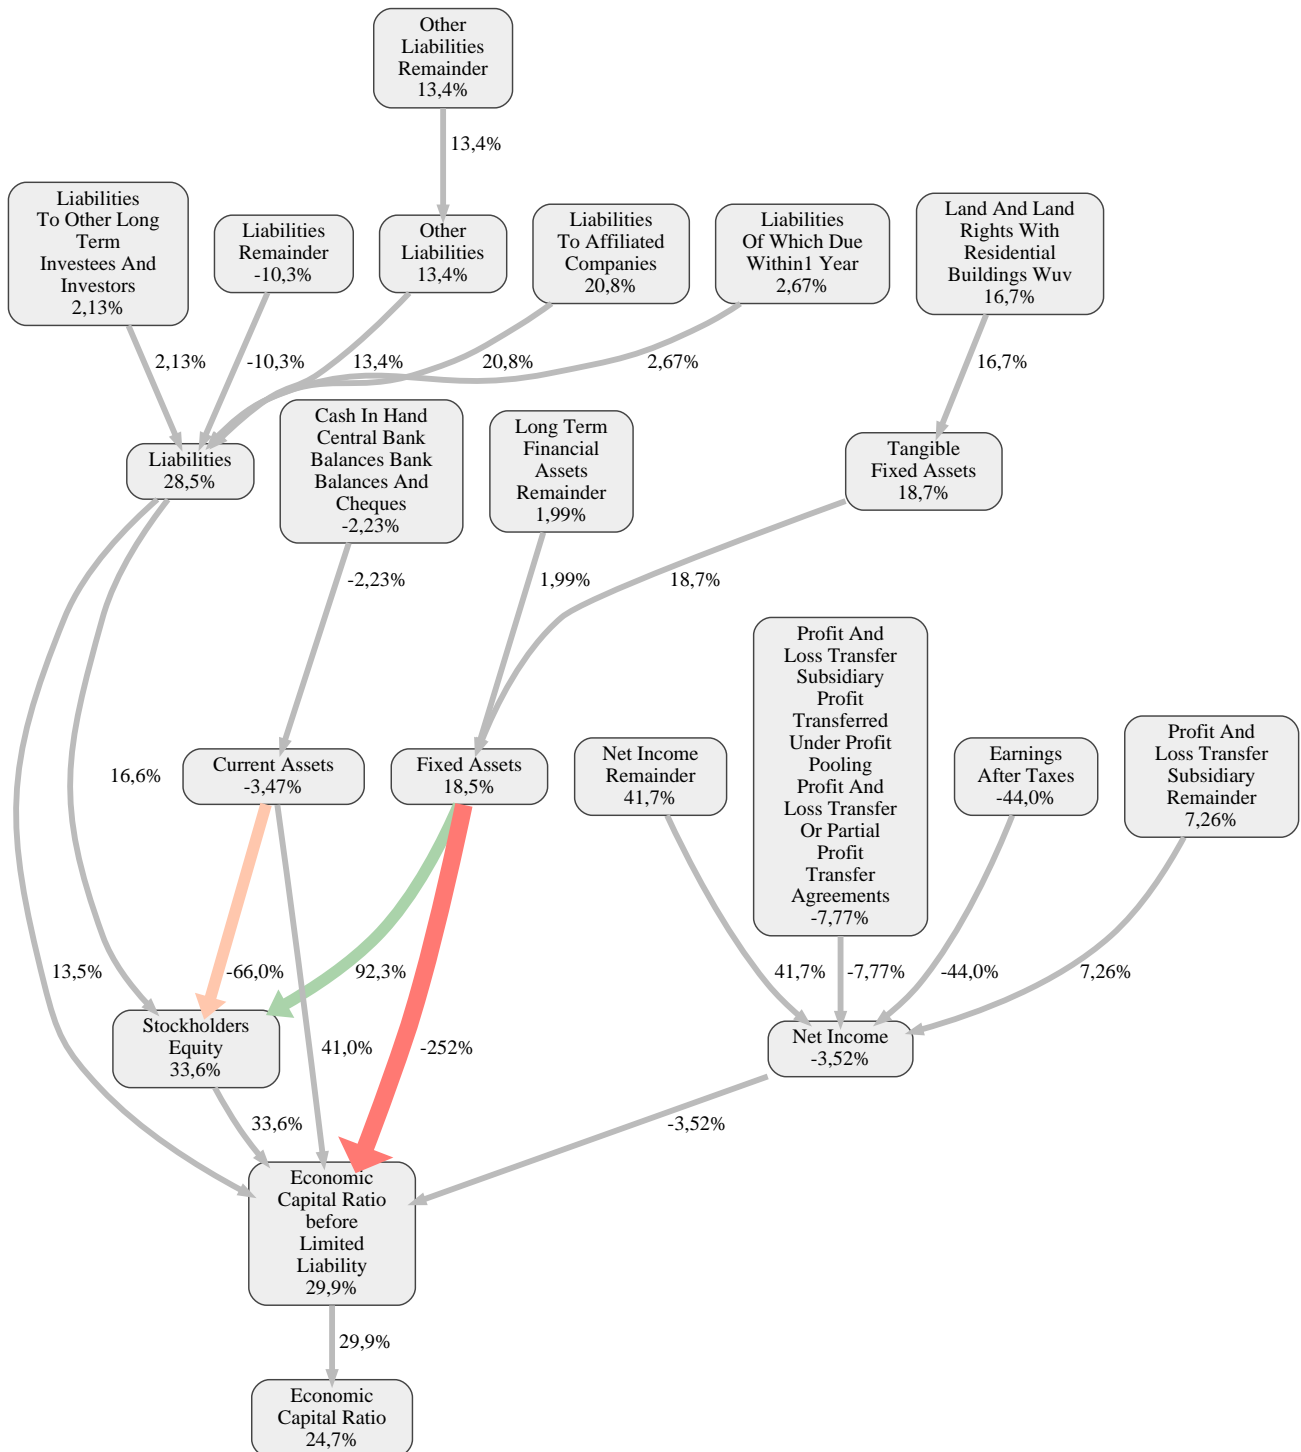 Other
Liabilities
Remainder
13,4%
13,4%
Liabilities
To Other Long
Term
Investees And
Investors
2,13%
Liabilities
Remainder
-10,3%
Other
Liabilities
13,4%
Liabilities
To Affiliated
Companies
20,8%
Liabilities
Of Which Due
Within1 Year
2,67%
Land And Land
Rights With
Residential
Buildings Wuv
16,7%
2,13%
-10,3%
13,4%
20,8%
2,67%
16,7%
Liabilities
28,5%
Cash In Hand
Central Bank
Balances Bank
Balances And
Cheques
-2,23%
Long Term
Financial
Assets
Remainder
1,99%
Tangible
Fixed Assets
18,7%
-2,23%
1,99%
18,7%
16,6%
Current Assets
-3,47%
Fixed Assets
18,5%
Net Income
Remainder
41,7%
Profit And
Loss Transfer
Subsidiary
Profit
Transferred
Under Profit
Pooling
Profit And
Loss Transfer
Or Partial
Profit
Transfer
Agreements
-7,77%
Earnings
After Taxes
-44,0%
Profit And
Loss Transfer
Subsidiary
Remainder
7,26%
13,5%
-66,0%
92,3%
41,7%
-7,77%
-44,0%
7,26%
Stockholders
Equity
33,6%
41,0%
-252%
Net Income
-3,52%
33,6%
-3,52%
Economic
Capital Ratio
before
Limited
Liability
29,9%
29,9%
Economic
Capital Ratio
24,7%